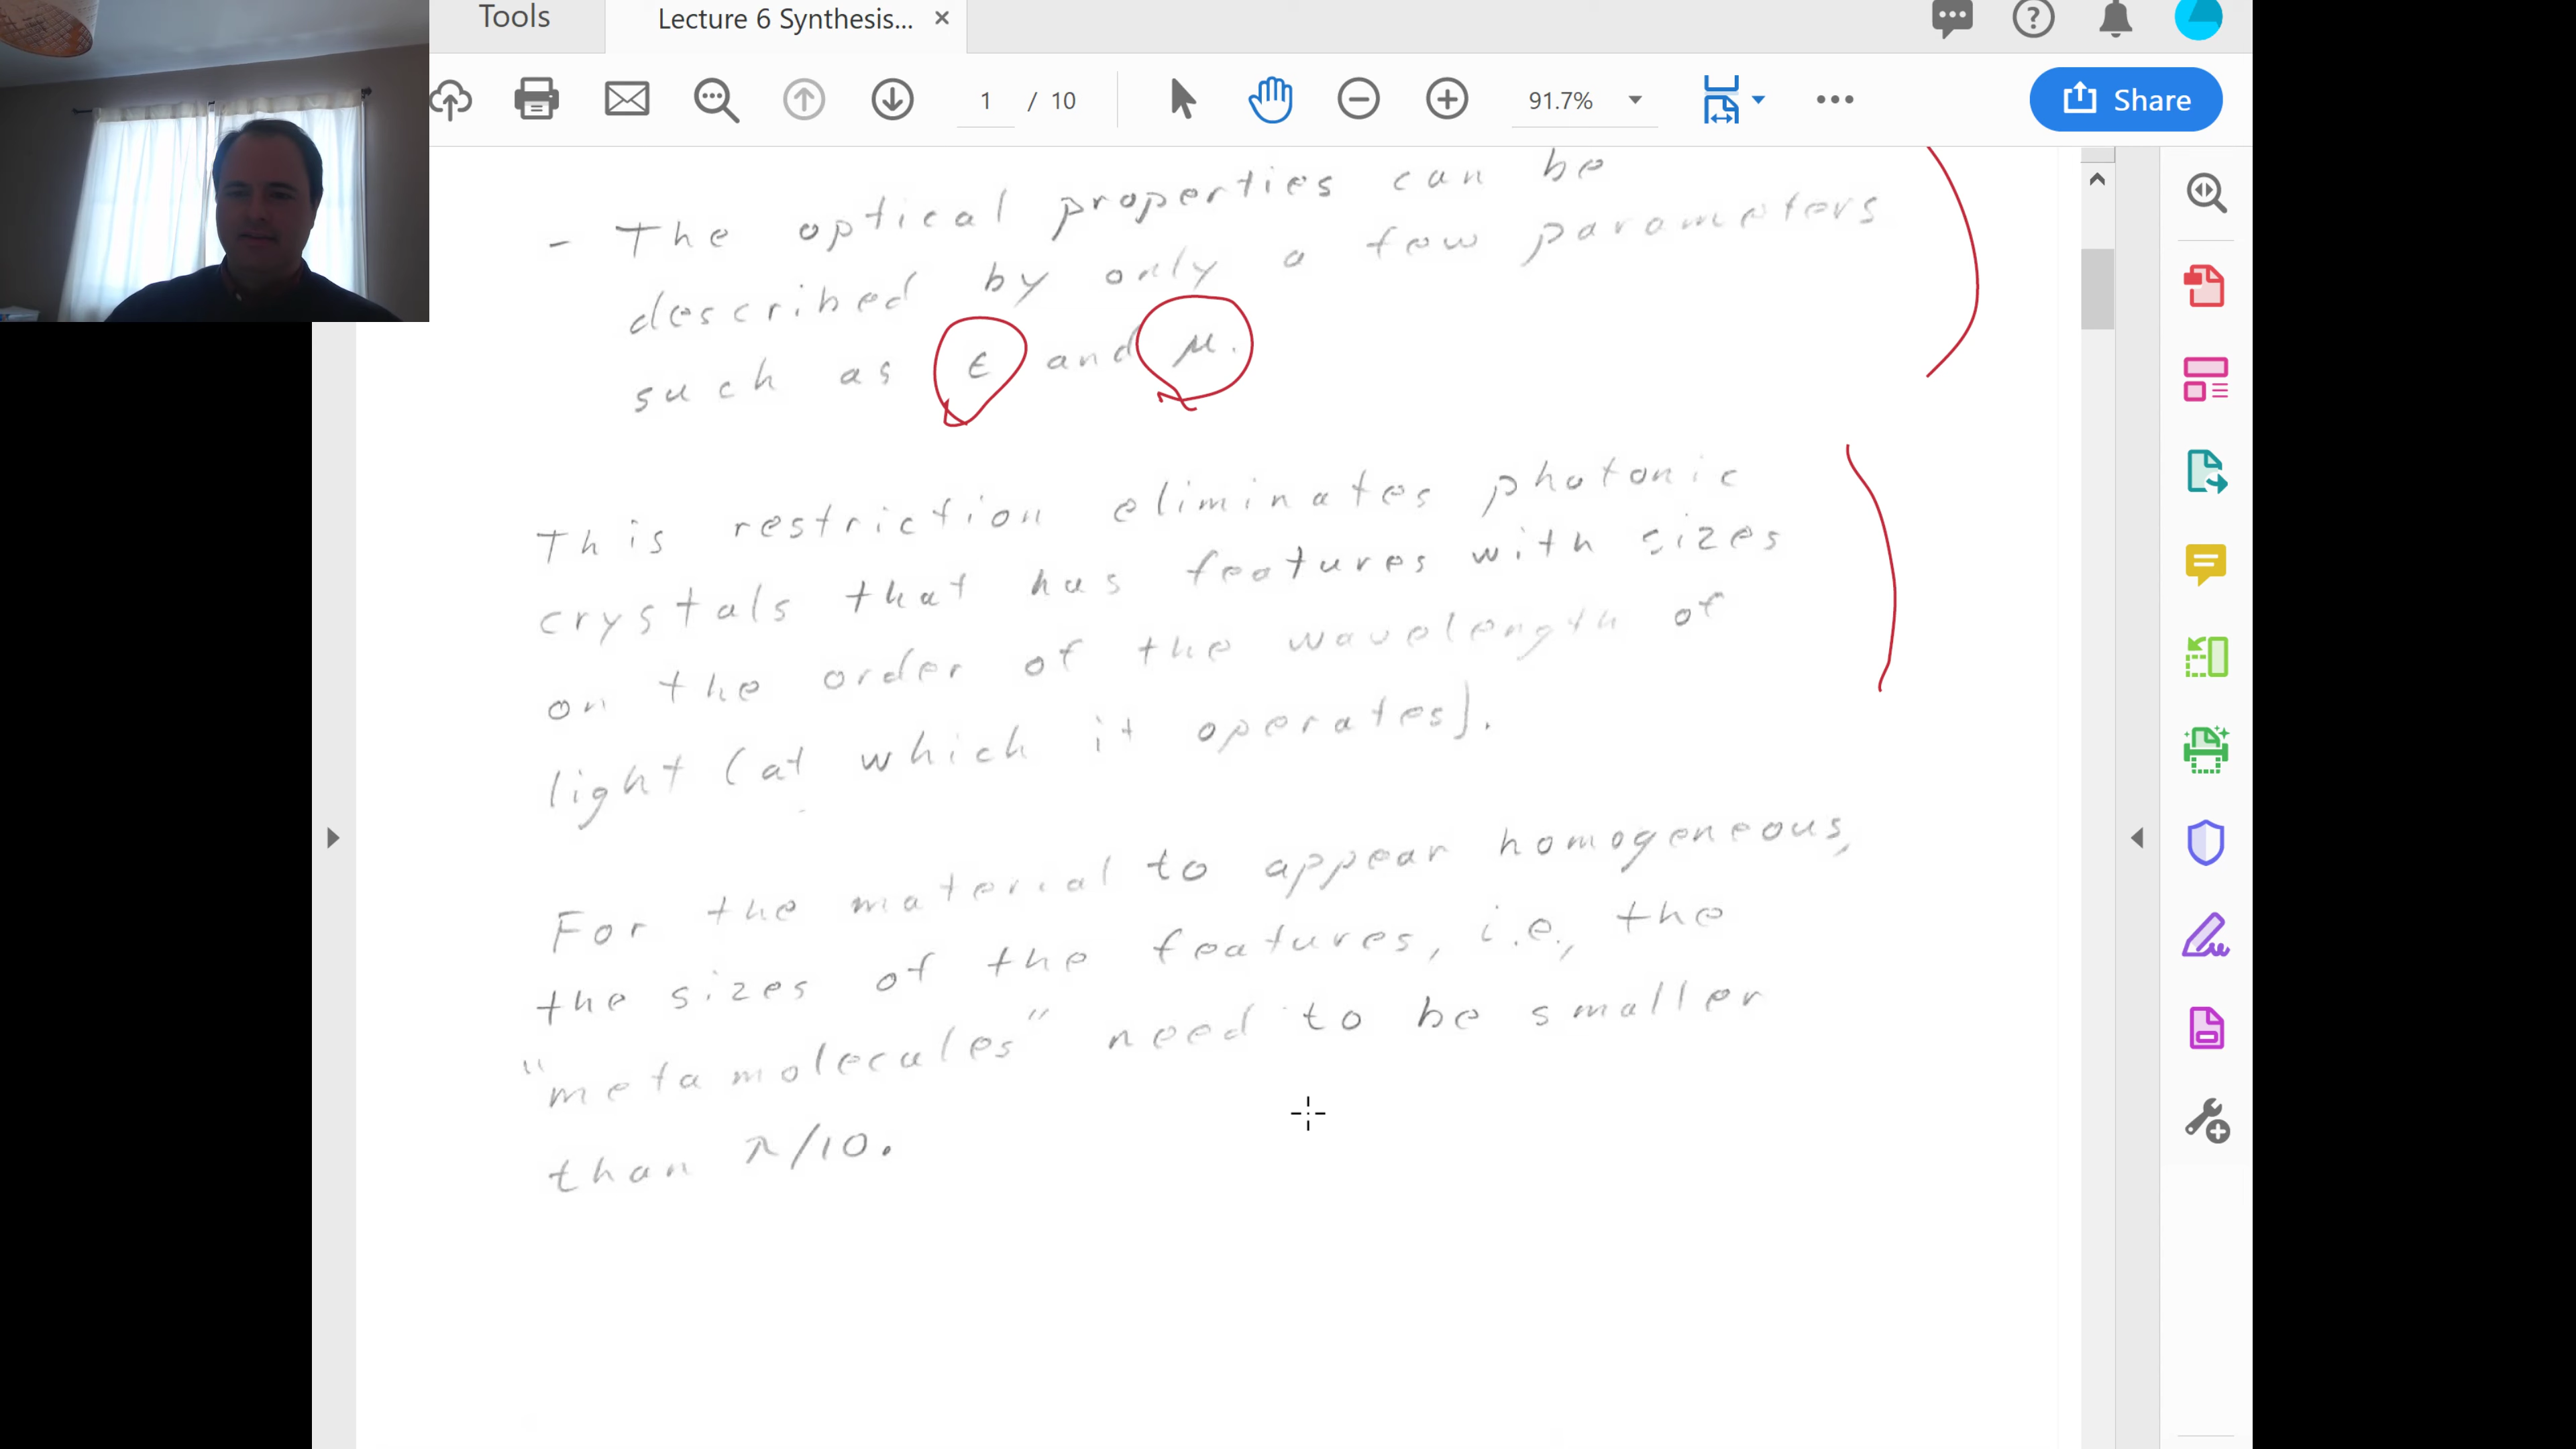 Tools
Lecture 6 Synthesis... ×
1 / 10
91.7%
Share
- The optical properties can be
described by only a few parameters
such as ϵ and μ.
This restriction eliminates photonic
crystals that has features with sizes
on the order of the wavelength of
light (at which it operates).
For the material to appear homogeneous,
the sizes of the features, i.e., the
"meta molecules" need to be smaller
than λ/10.